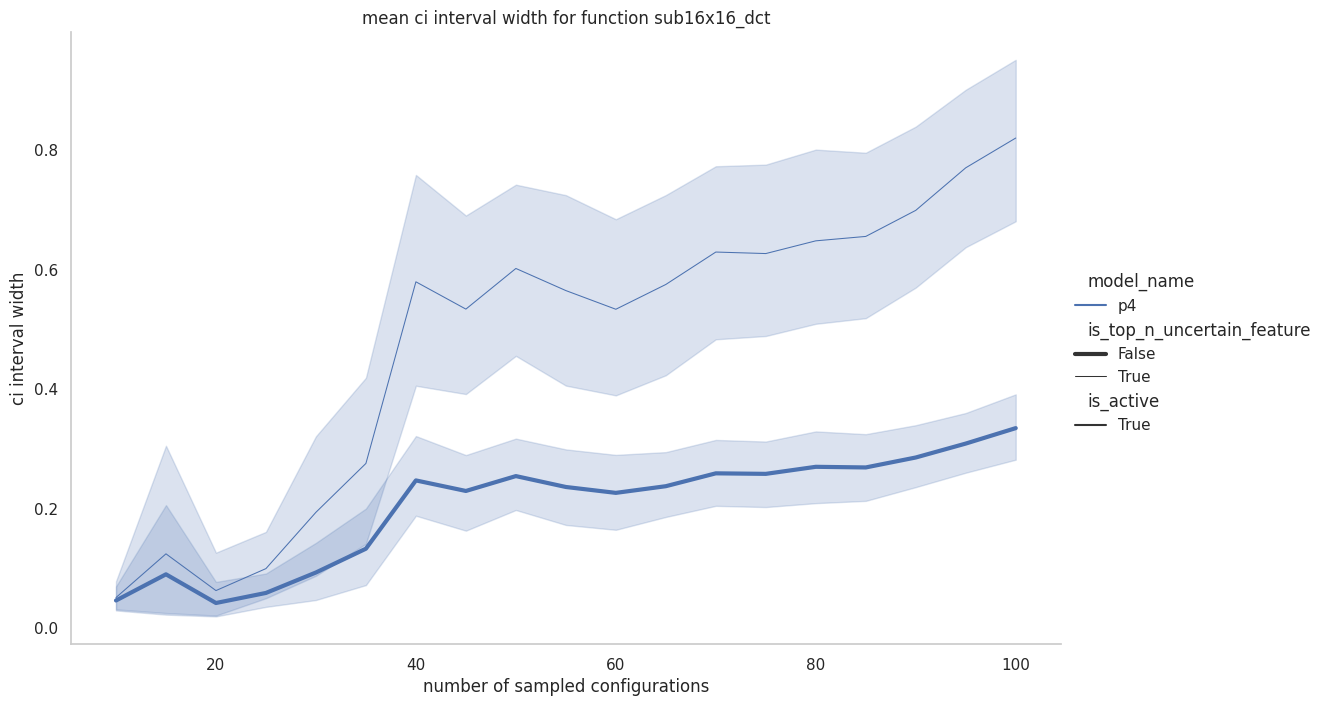 mean ci interval width for function sub16x16_dct
ci interval width
0.8
0.6
0.4
0.2
0.0
20
40
60
80
100
number of sampled configurations
model_name
p4
is_top_n_uncertain_feature
False
True
is_active
True